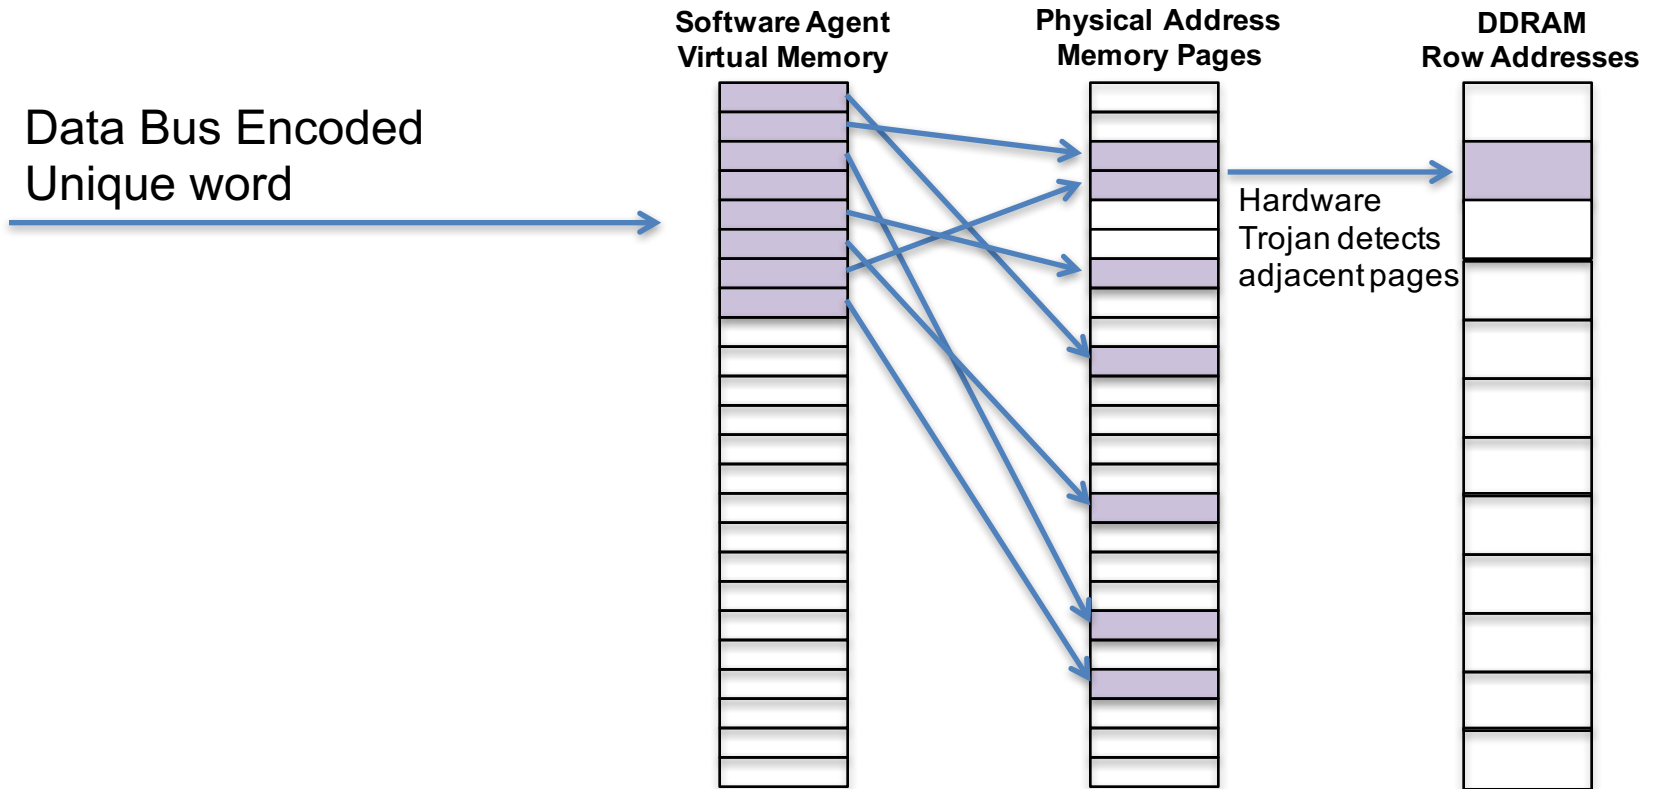 Software Agent
Virtual Memory
Physical Address
Memory Pages
DDRAM
Row Addresses
Data Bus Encoded
Unique word
Hardware
Trojan detects
adjacent pages